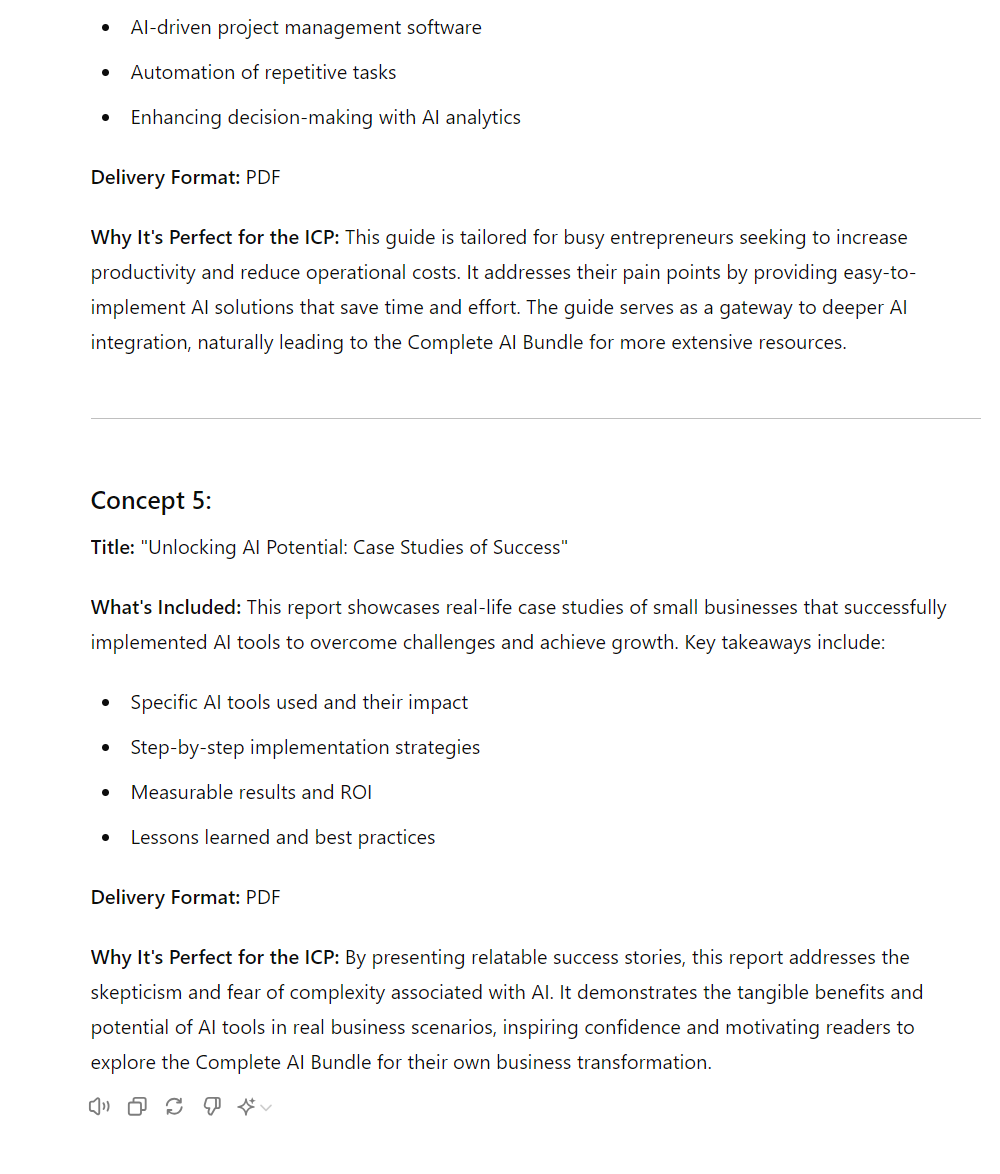 AI-driven project management software
Automation of repetitive tasks
Enhancing decision-making with AI analytics
Delivery Format: PDF
Why It's Perfect for the ICP: This guide is tailored for busy entrepreneurs seeking to increase
productivity and reduce operational costs. It addresses their pain points by providing easy-to-
implement AI solutions that save time and effort. The guide serves as a gateway to deeper AI
integration, naturally leading to the Complete AI Bundle for more extensive resources.
Concept 5:
Title: "Unlocking AI Potential: Case Studies of Success"
What's Included: This report showcases real-life case studies of small businesses that successfully
implemented AI tools to overcome challenges and achieve growth. Key takeaways include:
Specific AI tools used and their impact
Step-by-step implementation strategies
Measurable results and ROI
Lessons learned and best practices
Delivery Format: PDF
Why It's Perfect for the ICP: By presenting relatable success stories, this report addresses the
skepticism and fear of complexity associated with AI. It demonstrates the tangible benefits and
potential of AI tools in real business scenarios, inspiring confidence and motivating readers to
explore the Complete AI Bundle for their own business transformation.